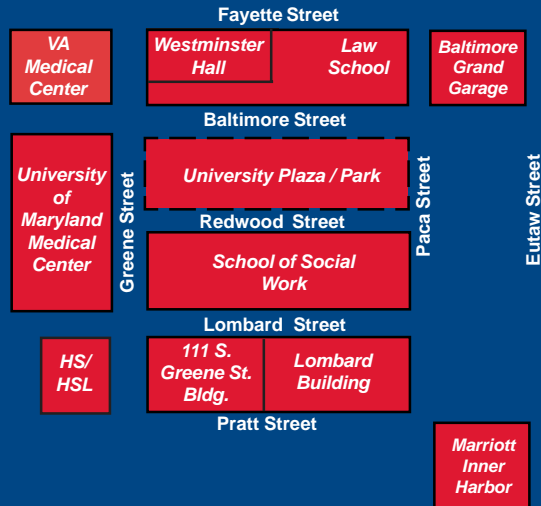 Fayette Street
VA
Medical
Center
Westminster
Hall
Law
School
Baltimore
Grand
Garage
Baltimore Street
University
of
Maryland
Medical
Center
Greene Street
University Plaza / Park
Paca Street
Eutaw Street
Redwood Street
School of Social
Work
Lombard Street
HS/
HSL
111 S.
Greene St.
Bldg.
Lombard
Building
Pratt Street
Marriott
Inner
Harbor